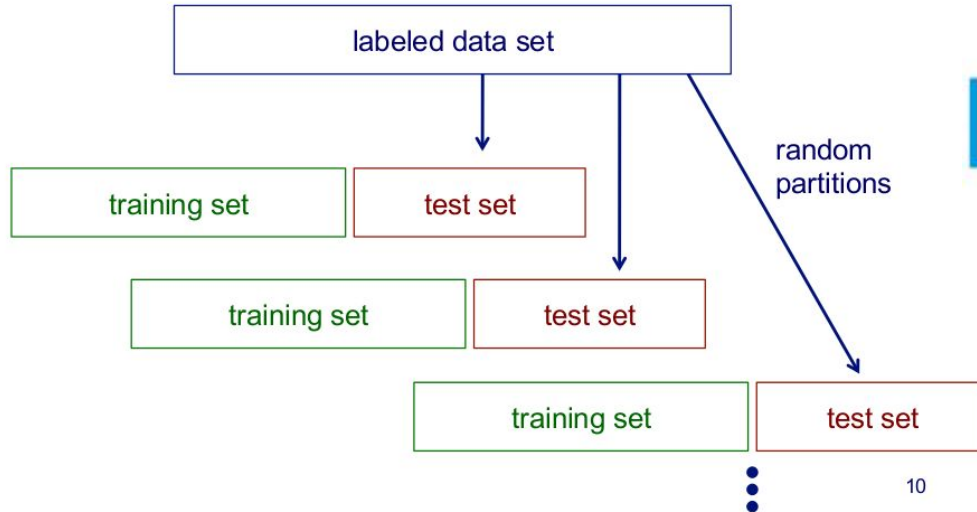 labeled data set
random
partitions
training set test set
training set test set
training set test set
10